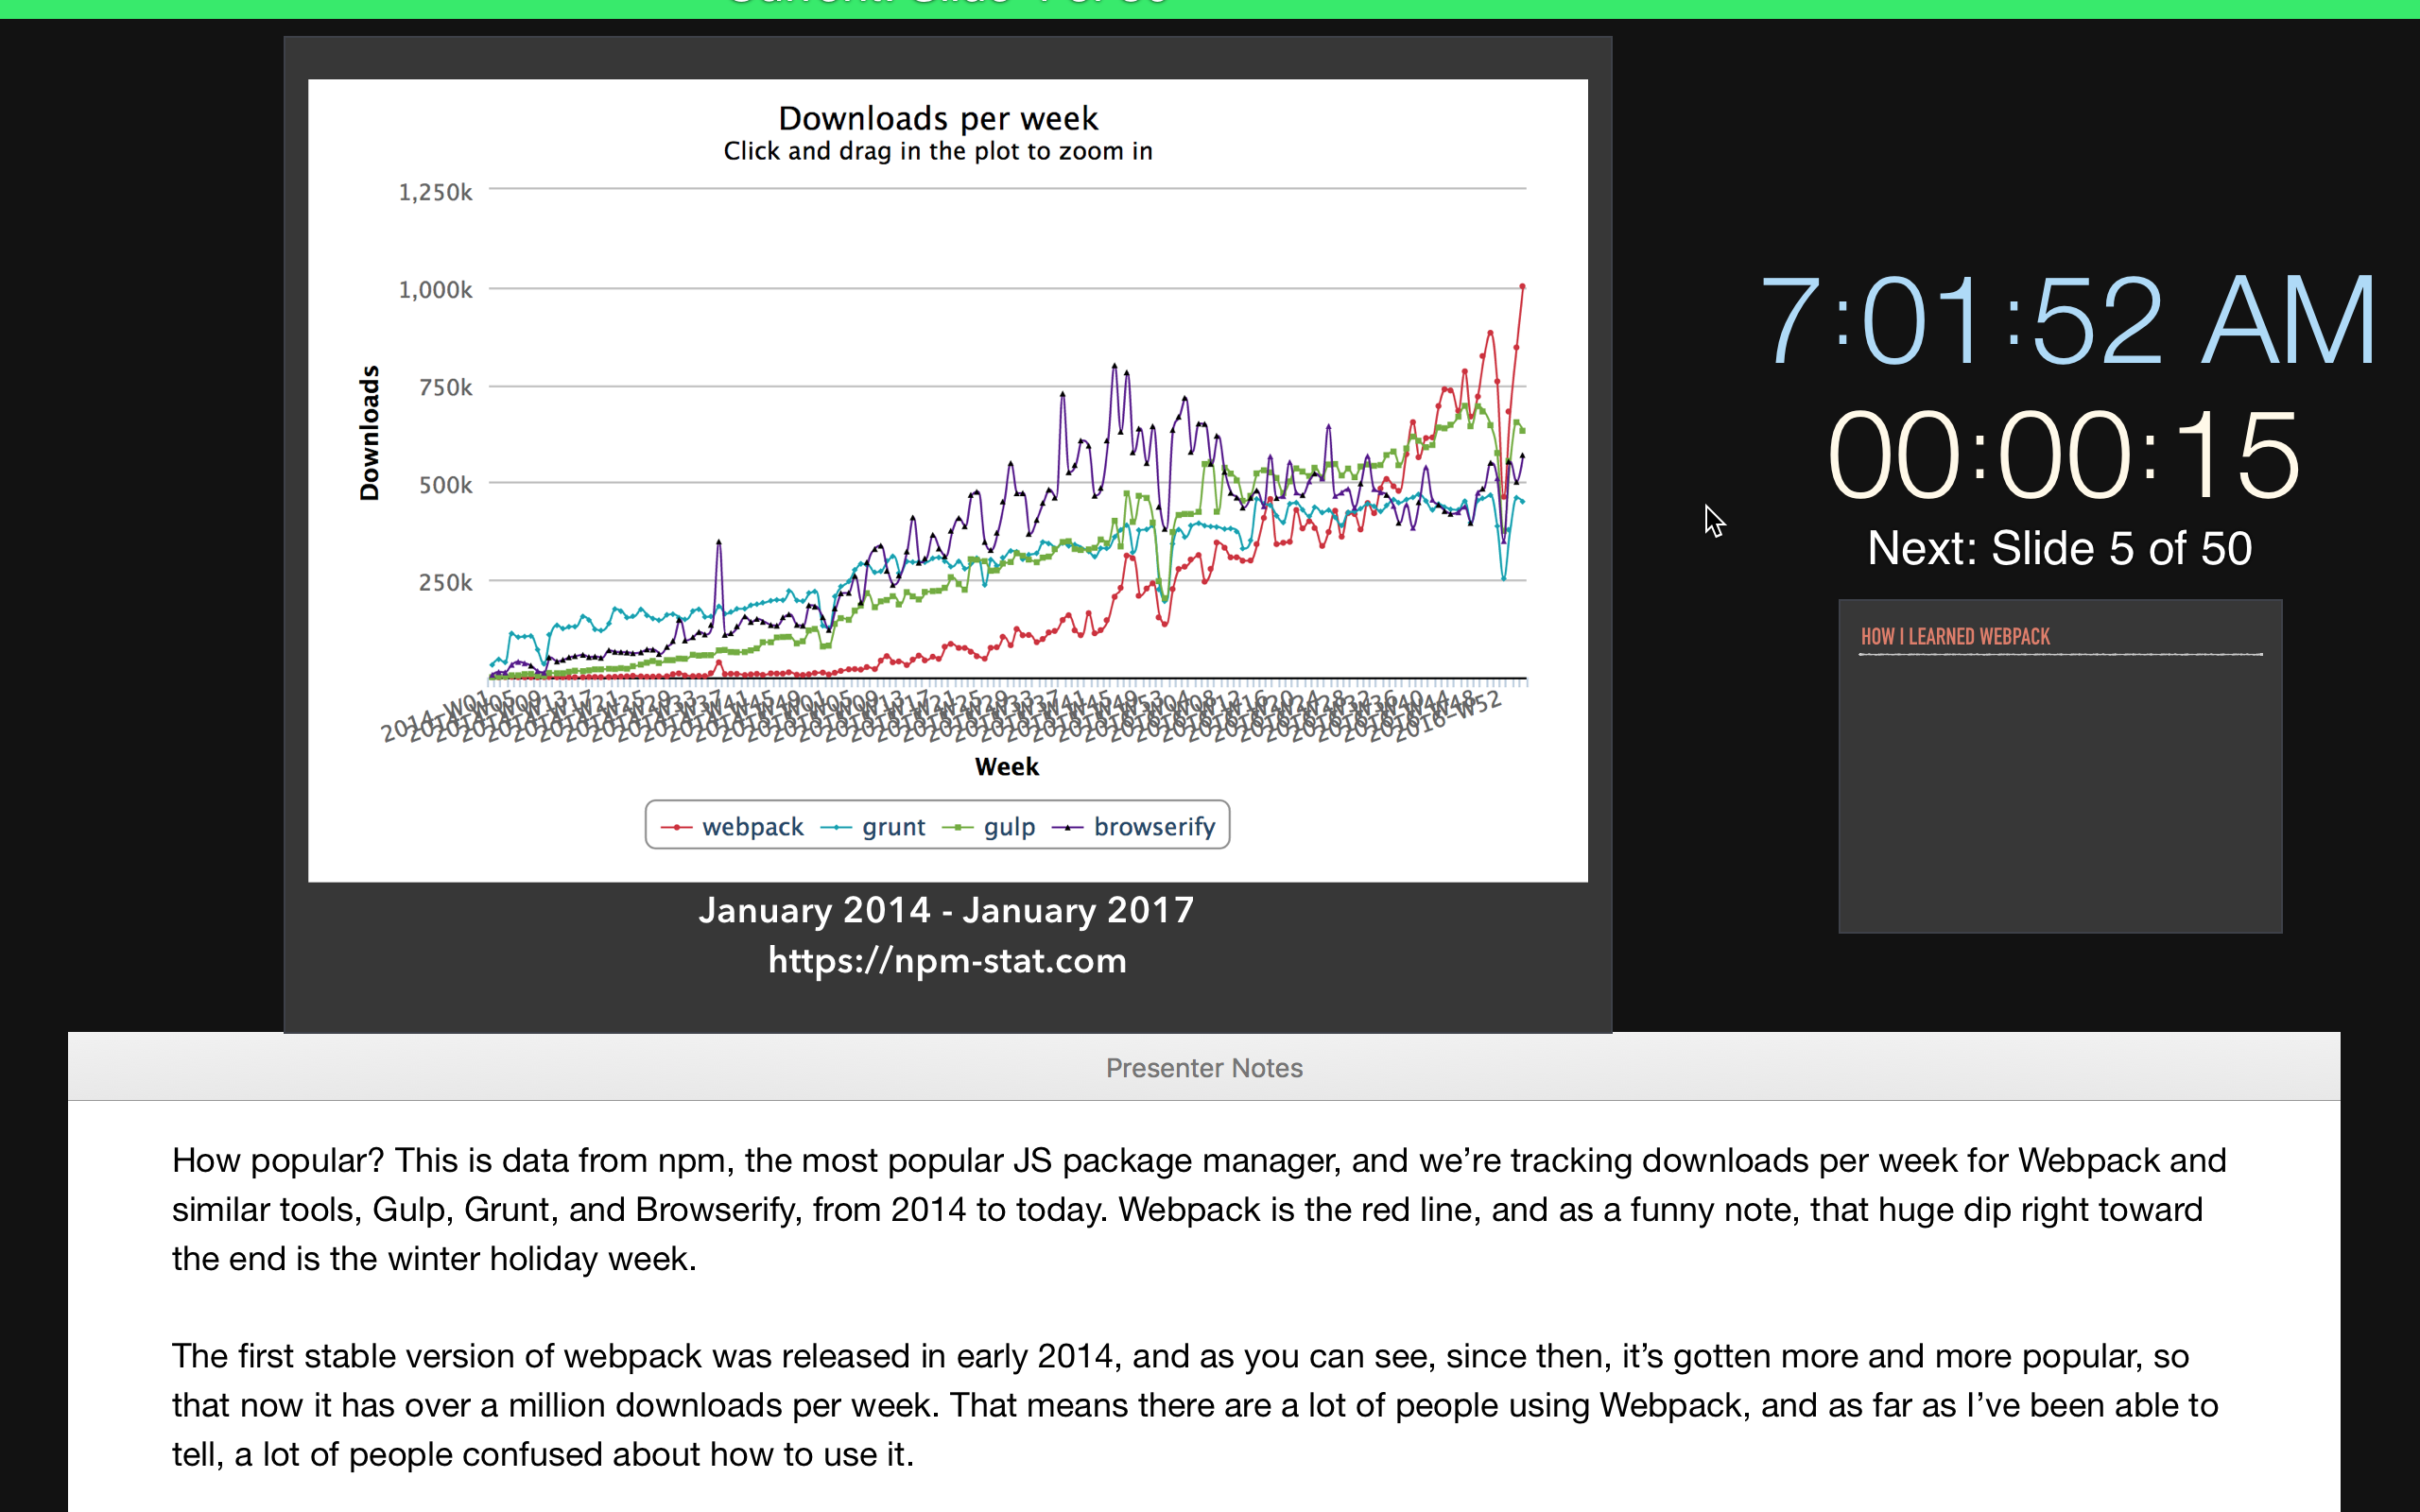 Current: Slide 4 of 50
Downloads per week
Click and drag in the plot to zoom in
1,250k
1,000k
750k
500k
250k
Downloads
2014-W01
W52
Week
webpack grunt gulp browserify
January 2014 - January 2017
https://npm-stat.com
7:01:52 AM
00:00:15
Next: Slide 5 of 50
HOW I LEARNED WEBPACK
Presenter Notes
How popular? This is data from npm, the most popular JS package manager, and we’re tracking downloads per week for Webpack and
similar tools, Gulp, Grunt, and Browserify, from 2014 to today. Webpack is the red line, and as a funny note, that huge dip right toward
the end is the winter holiday week.
The first stable version of webpack was released in early 2014, and as you can see, since then, it’s gotten more and more popular, so
that now it has over a million downloads per week. That means there are a lot of people using Webpack, and as far as I’ve been able to
tell, a lot of people confused about how to use it.